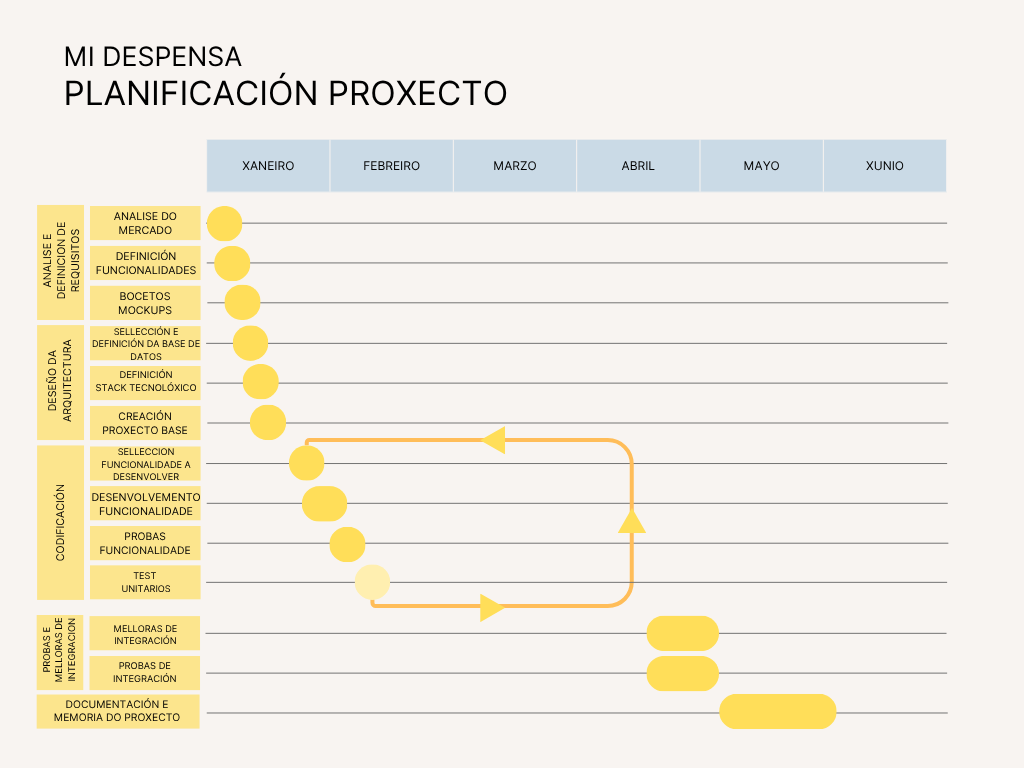 MI DESPENSA
PLANIFICACIÓN PROXECTO
XANEIRO
FEBREIRO
MARZO
ABRIL
MAYO
XUNIO
ANALISE E
DEFINICION DE
REQUISITOS
ANALISE DO
MERCADO
DEFINICIÓN
FUNCIONALIDADES
BOCETOS
MOCKUPS
DESEÑO DA
ARQUITECTURA
SELLECCIÓN E
DEFINICIÓN DA BASE DE
DATOS
DEFINICIÓN
STACK TECNOLÓXICO
CREACIÓN
PROXECTO BASE
CODIFICACIÓN
SELLECCION
FUNCIONALIDADE A
DESENVOLVER
DESENVOLVEMENTO
FUNCIONALIDADE
PROBAS
FUNCIONALIDADE
TEST
UNITARIOS
PROBAS E
MELLORAS DE
INTEGRACION
MELLORAS DE
INTEGRACIÓN
PROBAS DE
INTEGRACIÓN
DOCUMENTACIÓN E
MEMORIA DO PROXECTO